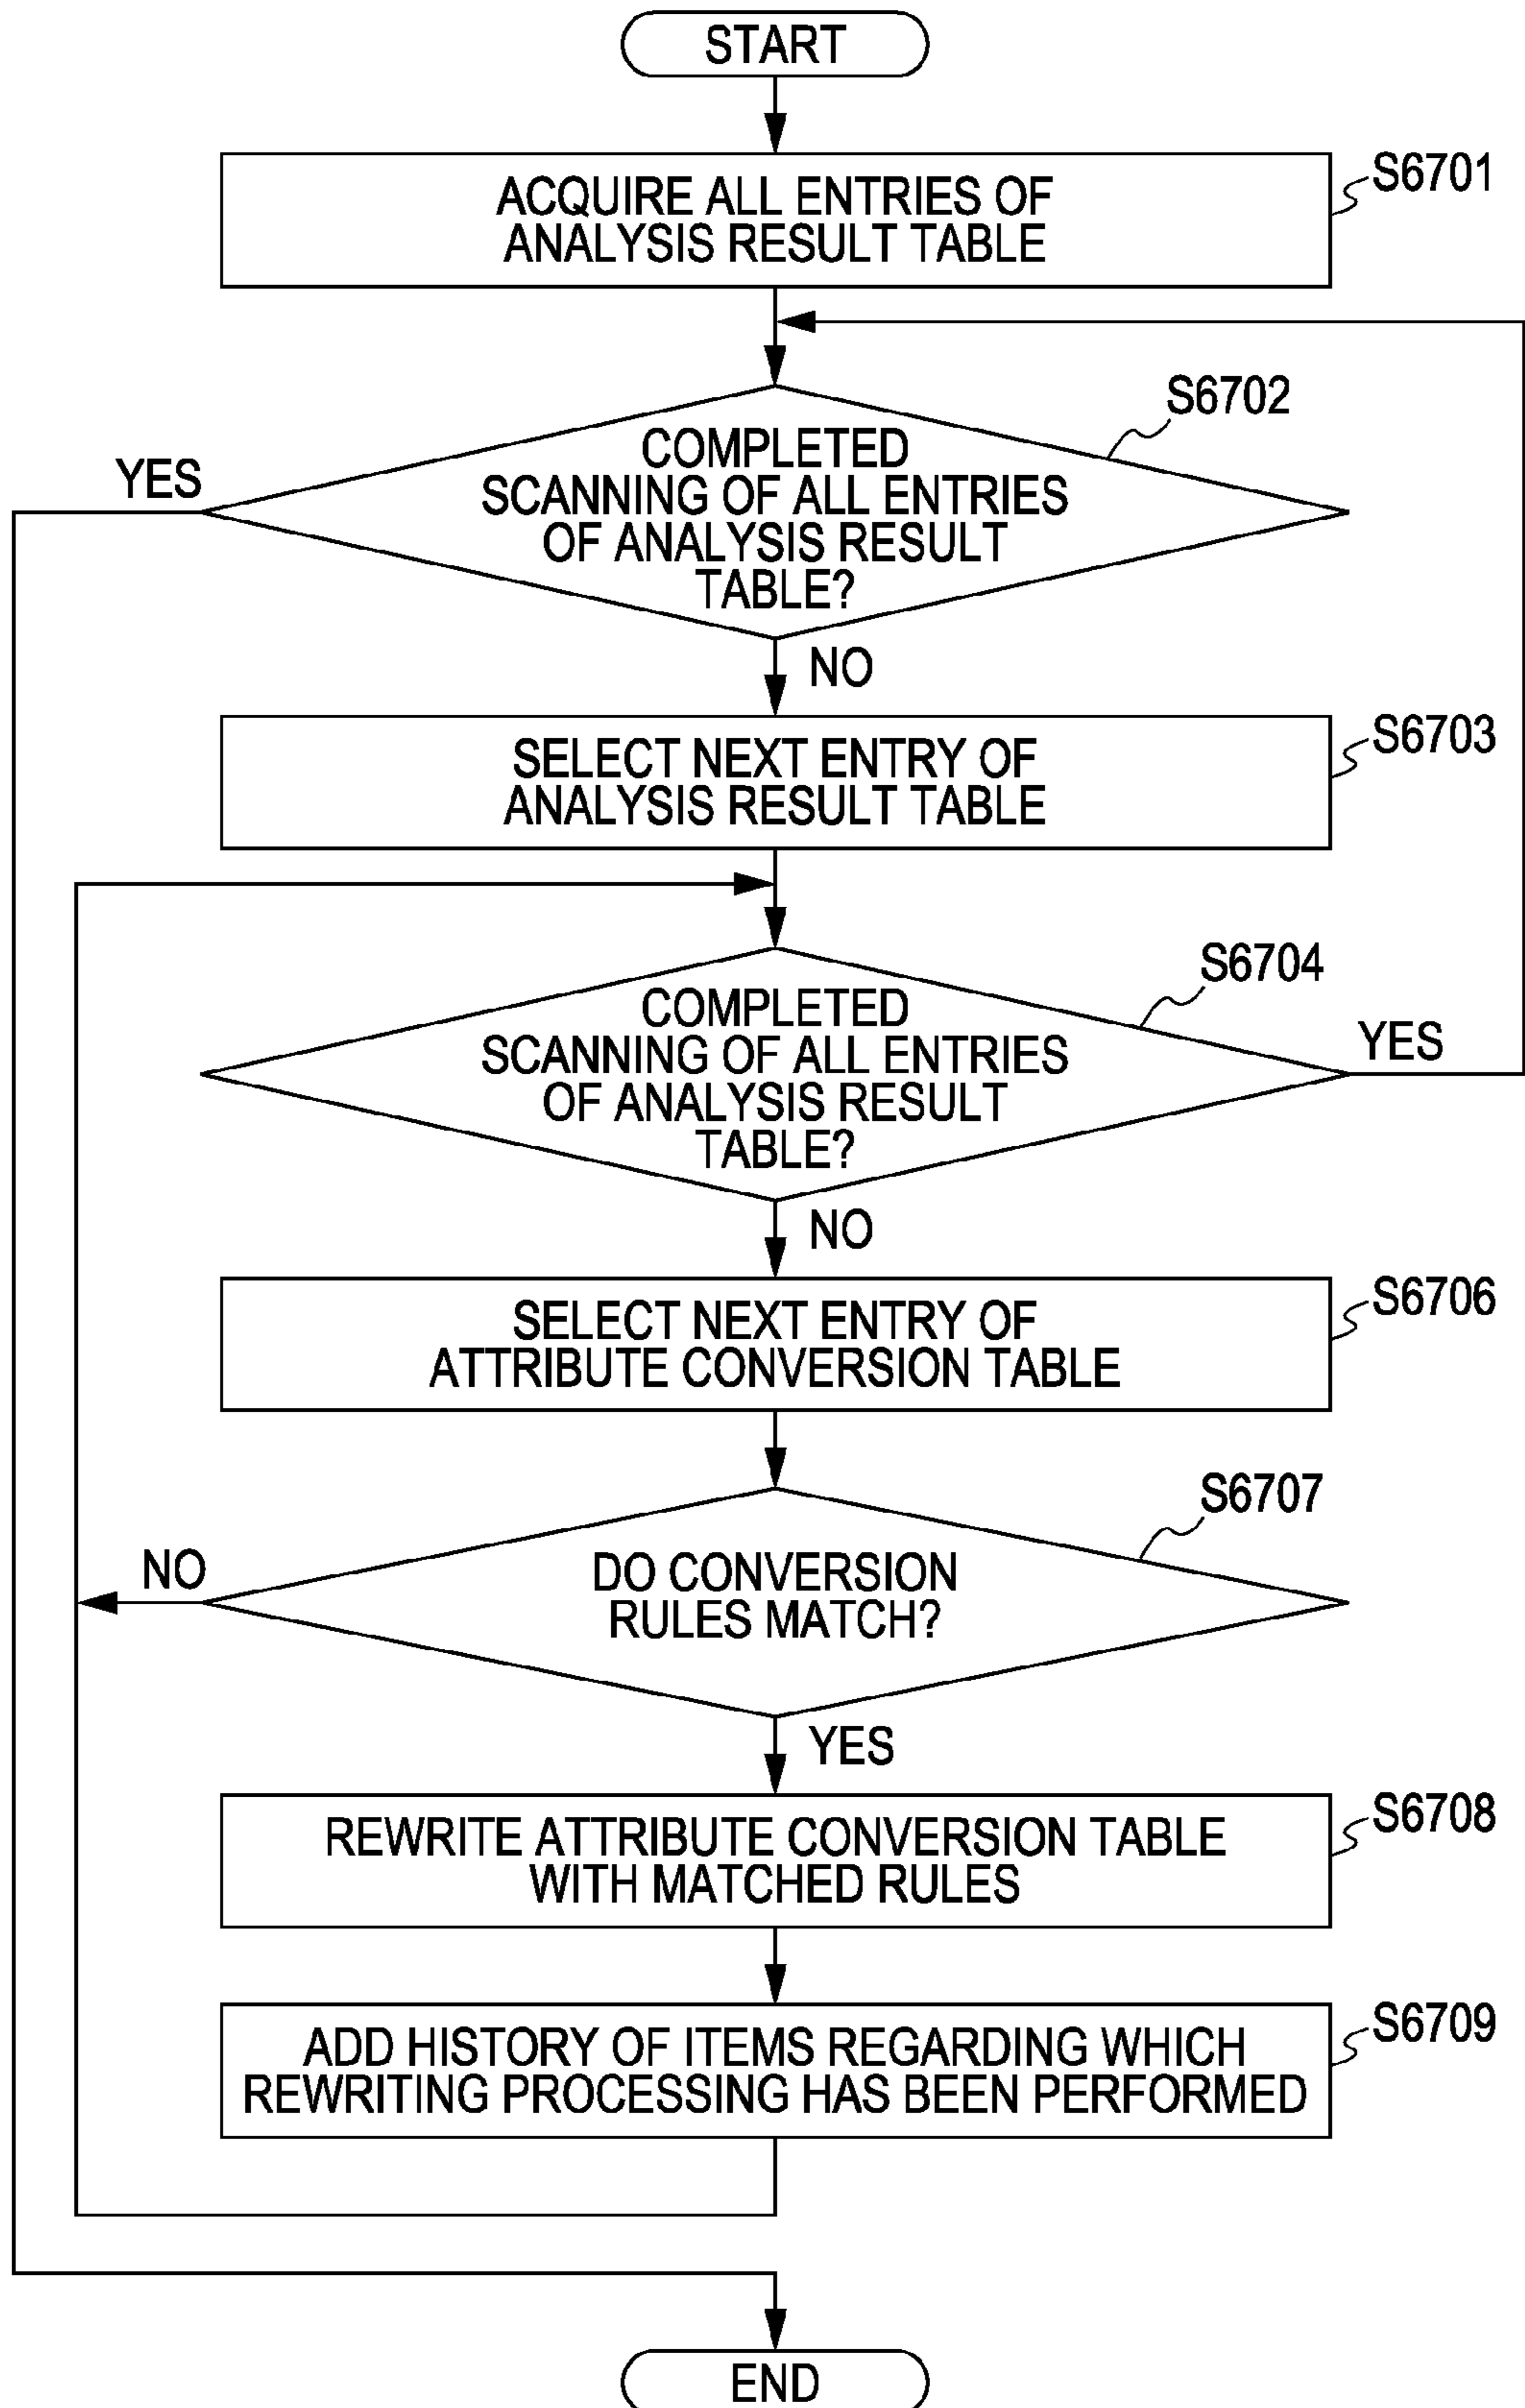 START
ACQUIRE ALL ENTRIES OF
ANALYSIS RESULT TABLE
S6701
S6702
COMPLETED
SCANNING OF ALL ENTRIES
OF ANALYSIS RESULT
TABLE?
YES
NO
SELECT NEXT ENTRY OF
ANALYSIS RESULT TABLE
S6703
S6704
COMPLETED
SCANNING OF ALL ENTRIES
OF ANALYSIS RESULT
TABLE?
YES
NO
SELECT NEXT ENTRY OF
ATTRIBUTE CONVERSION TABLE
S6706
S6707
NO
DO CONVERSION
RULES MATCH?
YES
REWRITE ATTRIBUTE CONVERSION TABLE
WITH MATCHED RULES
S6708
ADD HISTORY OF ITEMS REGARDING WHICH
REWRITING PROCESSING HAS BEEN PERFORMED
S6709
END